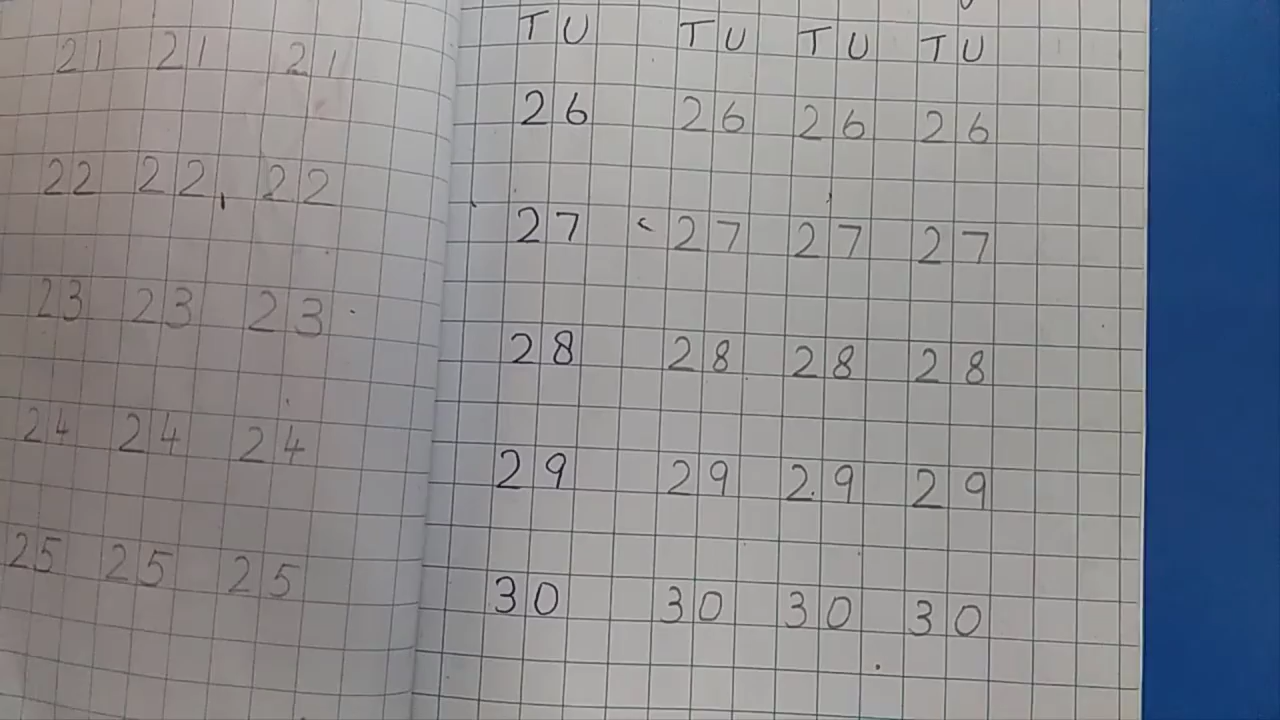 21 21 21
22 22, 22
23 23 23
24 24 24
25 25 25
T U T U T U T U
26 26 26 26
27 27 27 27
28 28 28 28
29 29 29 29
30 30 30 30